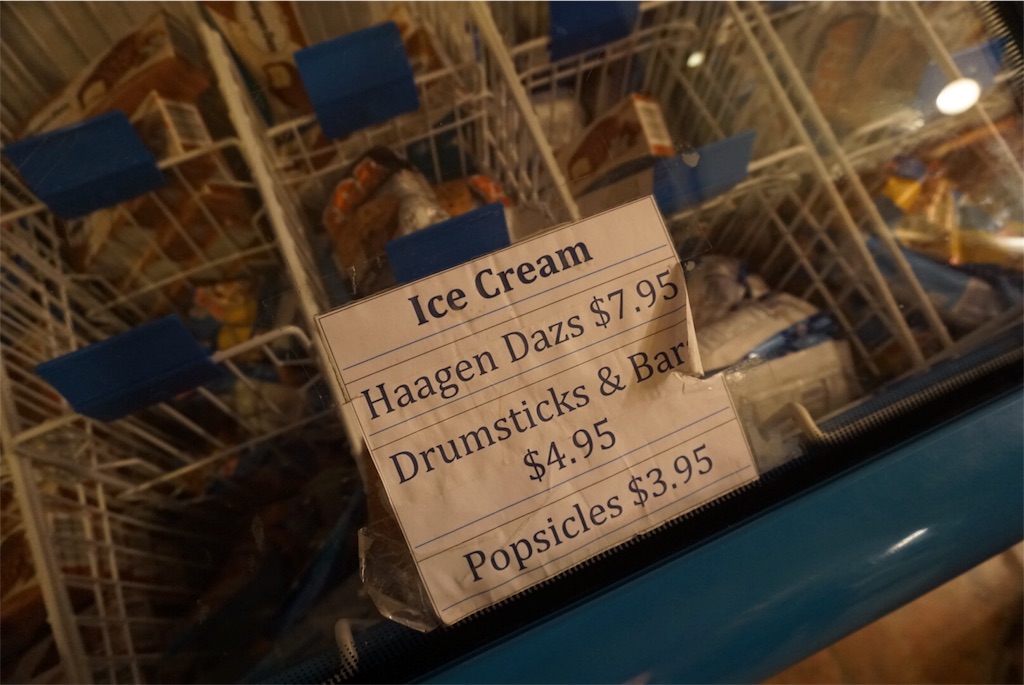 Ice Cream
Haagen Dazs $7.95
Drumsticks & Bar
$4.95
Popsicles $3.95